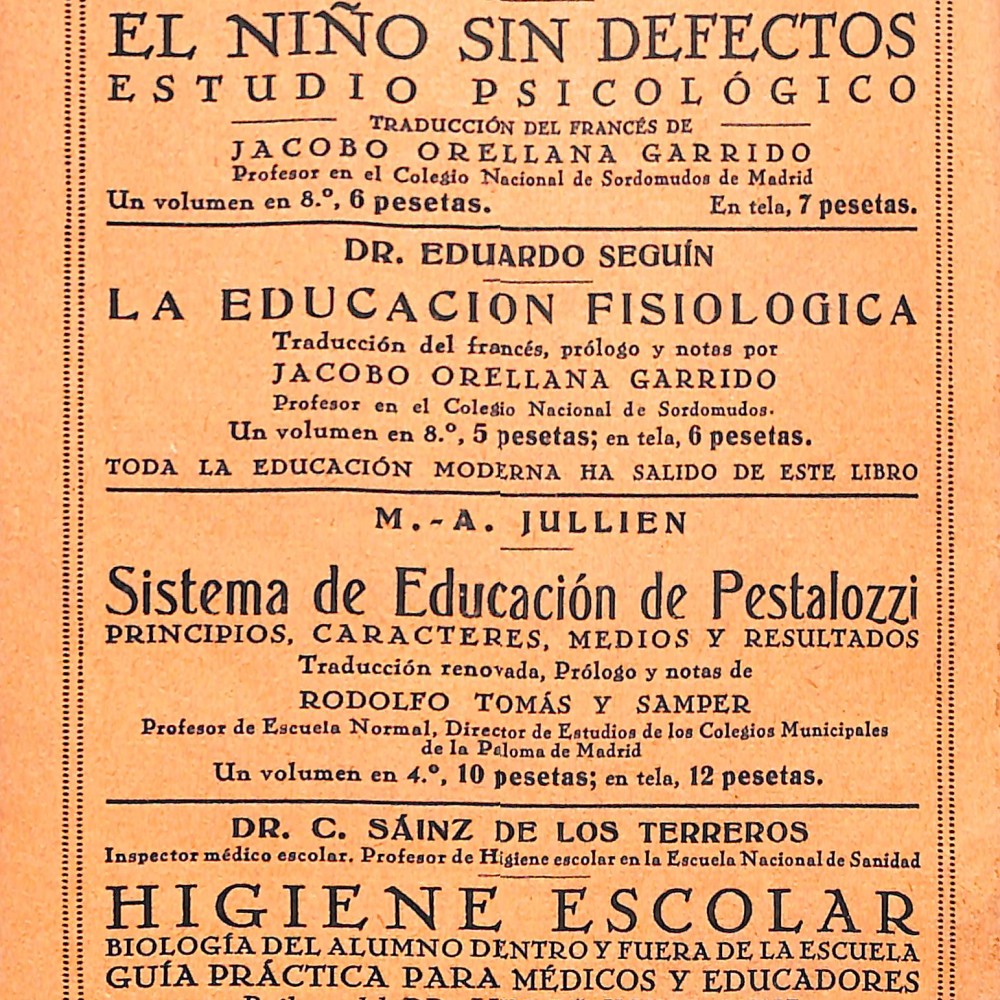 EL NIÑO SIN DEFECTOS
ESTUDIO PSICOLÓGICO
TRADUCCIÓN DEL FRANCÉS DE
JACOBO ORELLANA GARRIDO
Profesor en el Colegio Nacional de Sordomudos de Madrid
Un volumen en 8.º, 6 pesetas. En tela, 7 pesetas.
DR. EDUARDO SEGUÍN
LA EDUCACION FISIOLOGICA
Traducción del francés, prólogo y notas por
JACOBO ORELLANA GARRIDO
Profesor en el Colegio Nacional de Sordomudos.
Un volumen en 8.º, 5 pesetas; en tela, 6 pesetas.
TODA LA EDUCACIÓN MODERNA HA SALIDO DE ESTE LIBRO
M.-A. JULLIEN
Sistema de Educación de Pestalozzi
PRINCIPIOS, CARACTERES, MEDIOS Y RESULTADOS
Traducción renovada, Prólogo y notas de
RODOLFO TOMÁS Y SAMPER
Profesor de Escuela Normal, Director de Estudios de los Colegios Municipales
de la Paloma de Madrid
Un volumen en 4.º, 10 pesetas; en tela, 12 pesetas.
DR. C. SÁINZ DE LOS TERREROS
Inspector médico escolar. Profesor de Higiene escolar en la Escuela Nacional de Sanidad
HIGIENE ESCOLAR
BIOLOGÍA DEL ALUMNO DENTRO Y FUERA DE LA ESCUELA
GUÍA PRÁCTICA PARA MÉDICOS Y EDUCADORES